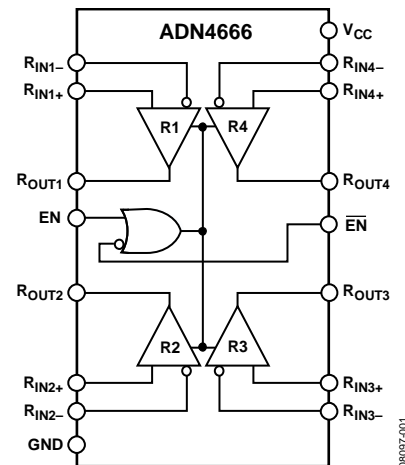 ADN4666
VCC
RIN1–
RIN4–
RIN1+
RIN4+
R1
R4
ROUT1
ROUT4
EN
E̅N̅
ROUT2
ROUT3
R2
R3
RIN2+
RIN3+
RIN2–
RIN3–
GND
08097-001